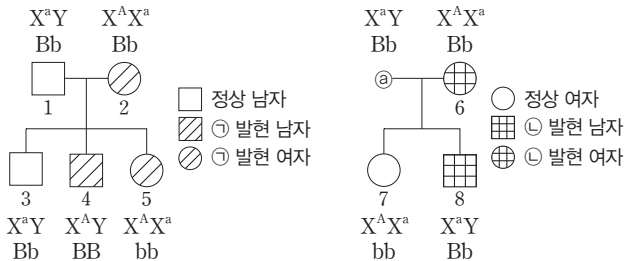 XᵃY XᴬXᵃ
Bb Bb
1 2
정상 남자
㉠ 발현 남자
㉠ 발현 여자
3 4 5
XᵃY XᴬY XᴬXᵃ
Bb BB bb
XᵃY XᴬXᵃ
Bb Bb
ⓐ 6
정상 여자
㉡ 발현 남자
㉡ 발현 여자
7 8
XᴬXᵃ XᵃY
bb Bb